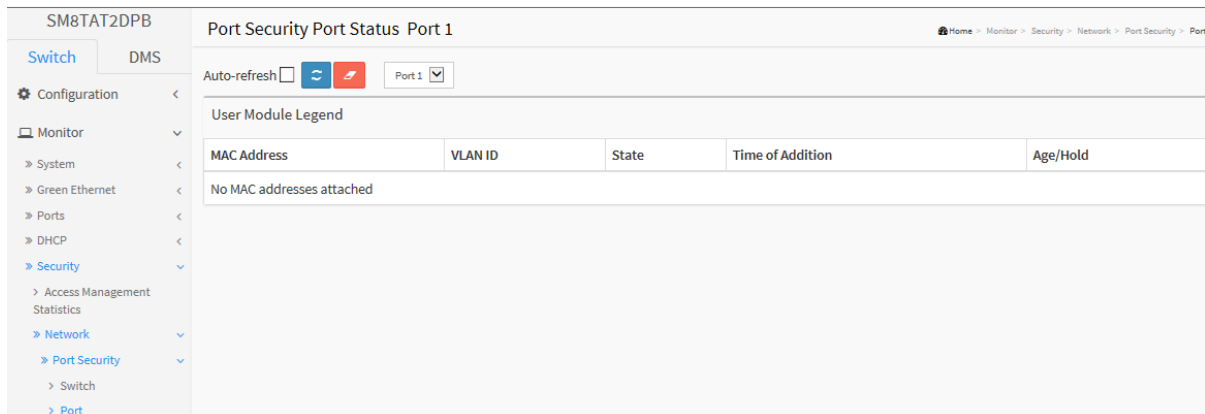 SM8TAT2DPB
Switch DMS
Configuration
Monitor
System
Green Ethernet
Ports
DHCP
Security
Access Management
Statistics
Network
Port Security
Switch
Port
Port Security Port Status Port 1
Home > Monitor > Security > Network > Port Security > Port
Auto-refresh Port 1
User Module Legend
MAC Address VLAN ID State Time of Addition Age/Hold
No MAC addresses attached